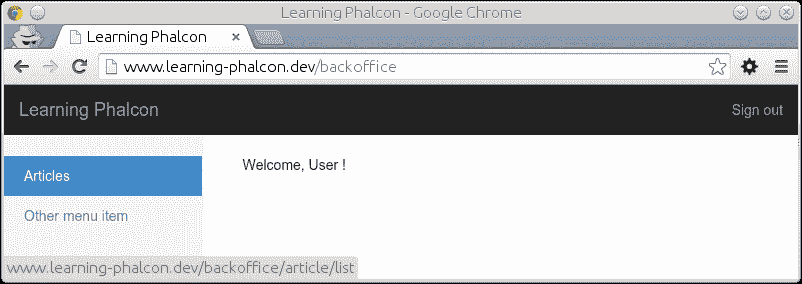 Learning Phalcon - Google Chrome
Learning Phalcon
www.learning-phalcon.dev/backoffice
Learning Phalcon Sign out
Articles
Welcome, User !
Other menu item
www.learning-phalcon.dev/backoffice/article/list